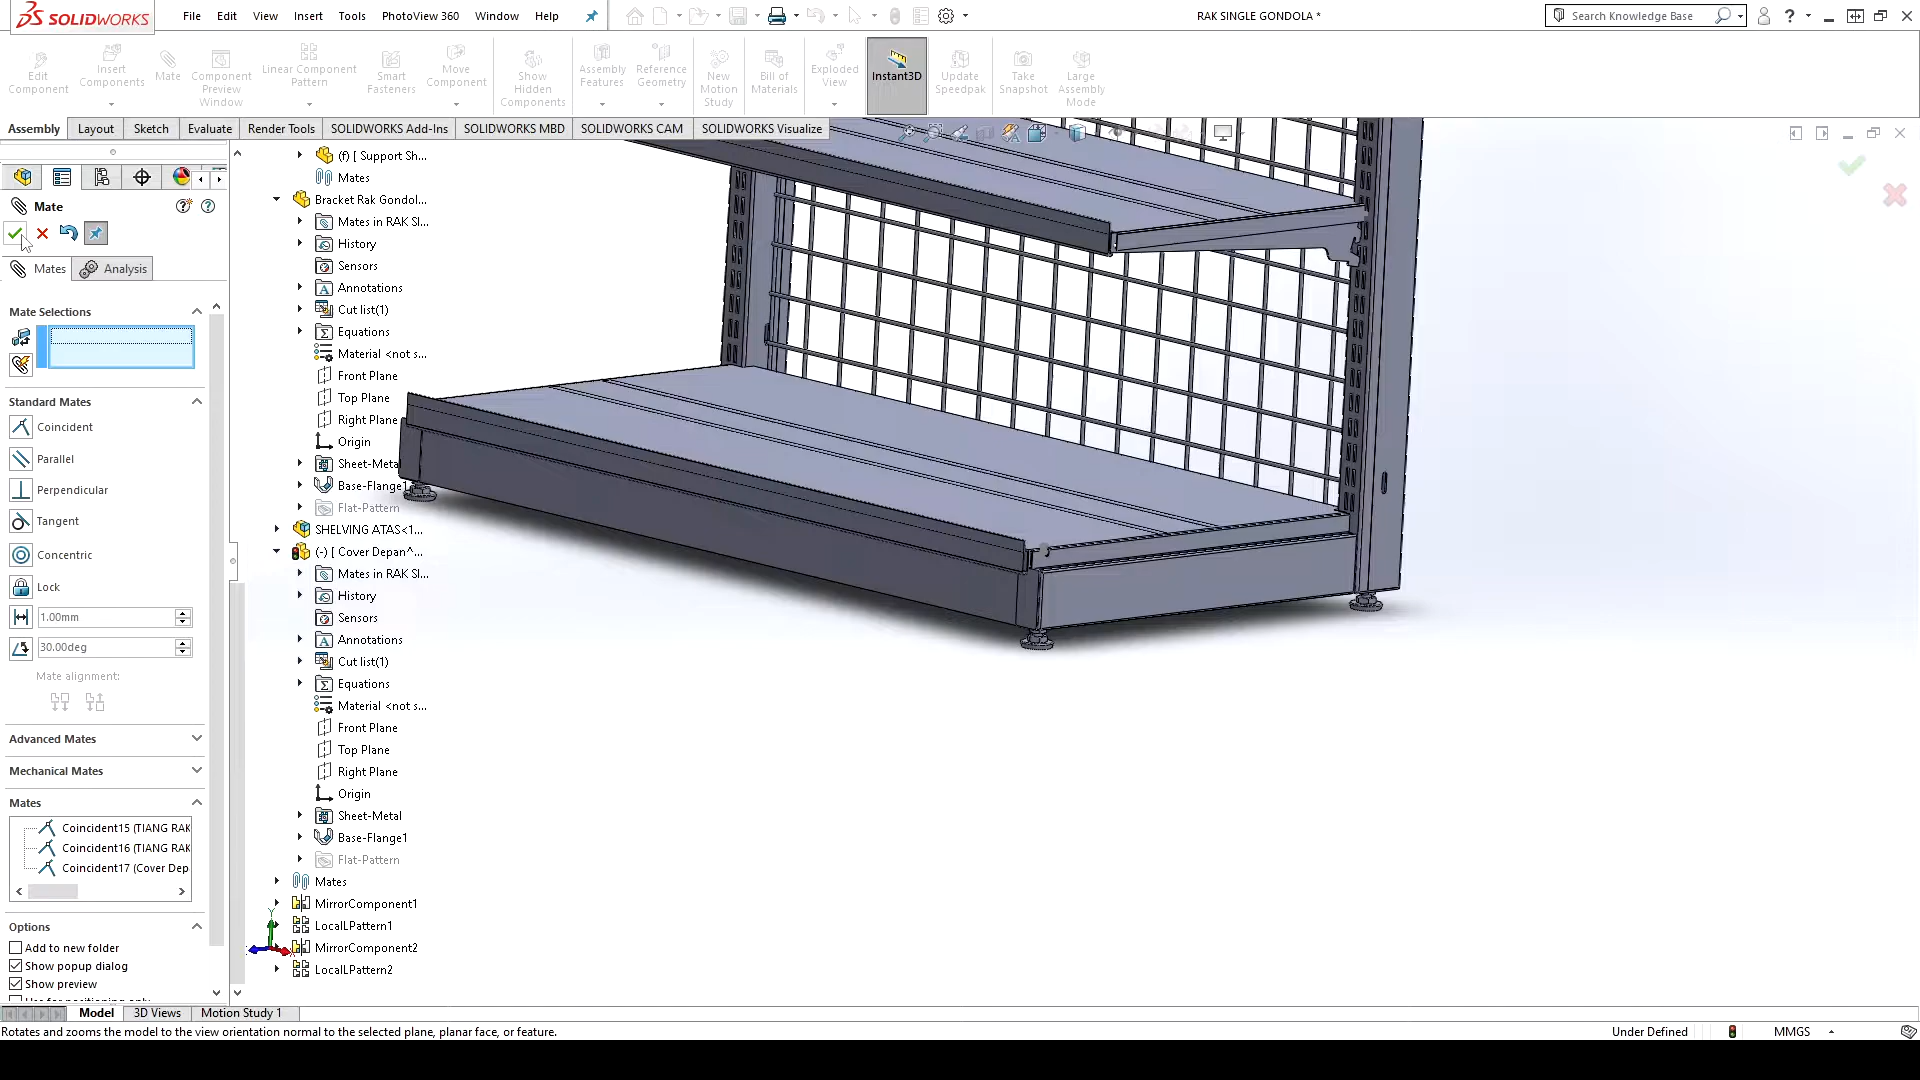 SOLIDWORKS
File Edit View Insert Tools PhotoView 360 Window Help
RAK SINGLE GONDOLA *
Search Knowledge Base
Edit Component
Insert Components
Mate
Component Preview Window
Linear Component Pattern
Smart Fasteners
Move Component
Show Hidden Components
Assembly Features
Reference Geometry
New Motion Study
Bill of Materials
Exploded View
Instant3D
Update Speedpak
Take Snapshot
Large Assembly Mode
Assembly Layout Sketch Evaluate Render Tools SOLIDWORKS Add-Ins SOLIDWORKS MBD SOLIDWORKS CAM SOLIDWORKS Visualize
Mate
Mates Analysis
Mate Selections
Standard Mates
Coincident
Parallel
Perpendicular
Tangent
Concentric
Lock
1.00mm
30.00deg
Mate alignment:
Advanced Mates
Mechanical Mates
Mates
Coincident15 (TIANG RAK
Coincident16 (TIANG RAK
Coincident17 (Cover Dep
Options
Add to new folder
Show popup dialog
Show preview
(f) [ Support Sh...
Mates
Bracket Rak Gondol...
Mates in RAK SI...
History
Sensors
Annotations
Cut list(1)
Equations
Material <not s...
Front Plane
Top Plane
Right Plane
Origin
Sheet-Metal
Base-Flange1
Flat-Pattern
SHELVING ATAS<1...
(-) [ Cover Depan^...
Mates in RAK SI...
History
Sensors
Annotations
Cut list(1)
Equations
Material <not s...
Front Plane
Top Plane
Right Plane
Origin
Sheet-Metal
Base-Flange1
Flat-Pattern
Mates
MirrorComponent1
LocalLPattern1
MirrorComponent2
LocalLPattern2
Y
Model 3D Views Motion Study 1
Rotates and zooms the model to the view orientation normal to the selected plane, planar face, or feature.
Under Defined MMGS